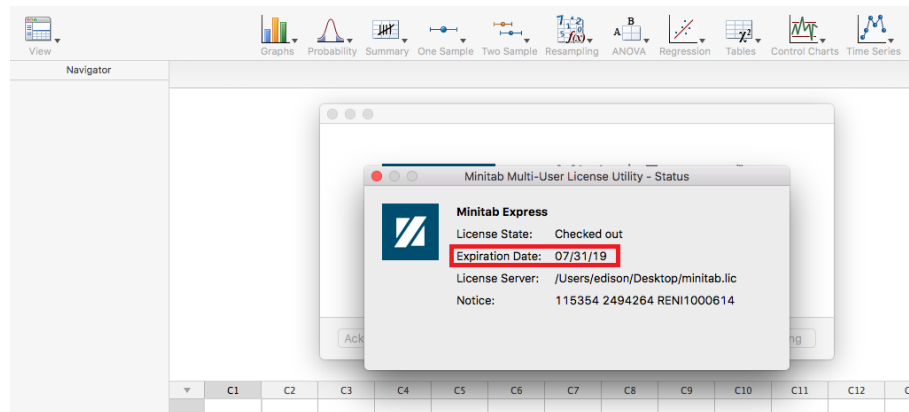 View
Graphs Probability Summary One Sample Two Sample Resampling ANOVA Regression Tables Control Charts Time Series
Navigator
Minitab Multi-User License Utility - Status
Minitab Express
License State: Checked out
Expiration Date: 07/31/19
License Server: /Users/edison/Desktop/minitab.lic
Notice: 115354 2494264 RENI1000614
C1 C2 C3 C4 C5 C6 C7 C8 C9 C10 C11 C12